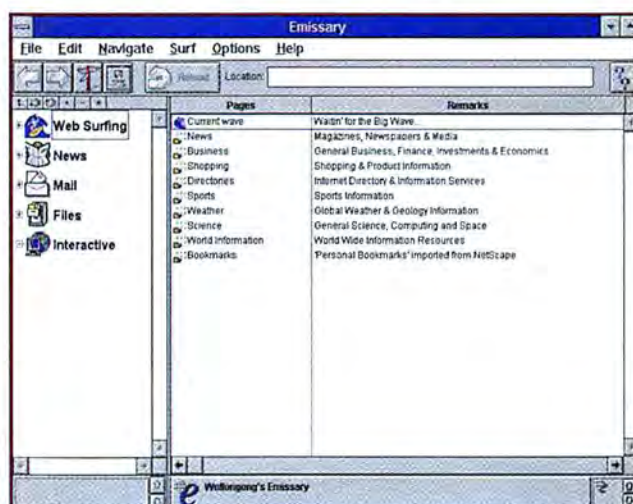 Emissary
File Edit Navigate Surf Options Help
Reload Location:
Pages Remarks
Web Surfing
News
Mail
Files
Interactive
Current wave Waitin' for the Big Wave...
News Magazines, Newspapers & Media
Business General Business, Finance, Investments & Economics
Shopping Shopping & Product Information
Directories Internet Directory & Information Services
Sports Sports Information
Weather Global Weather & Geology Information
Science General Science, Computing and Space
World Information World Wide Information Resources
Bookmarks 'Personal Bookmarks' imported from NetScape
Wollongong's Emissary